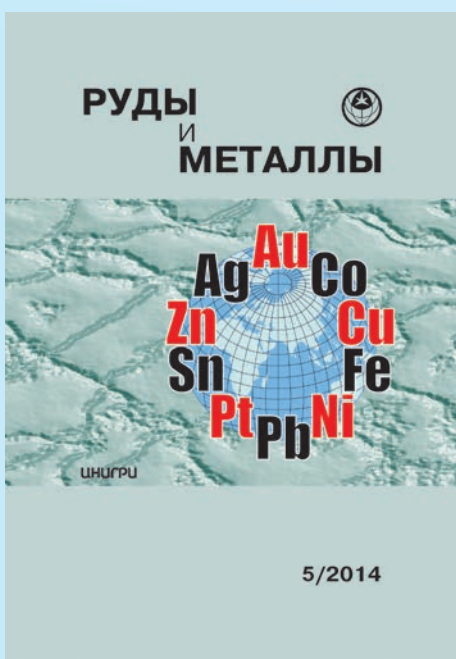 РУДЫ
И
МЕТАЛЛЫ
Au
Ag Co
Zn Cu
Sn Fe
Pt Pb Ni
ЦНИГРИ
5/2014